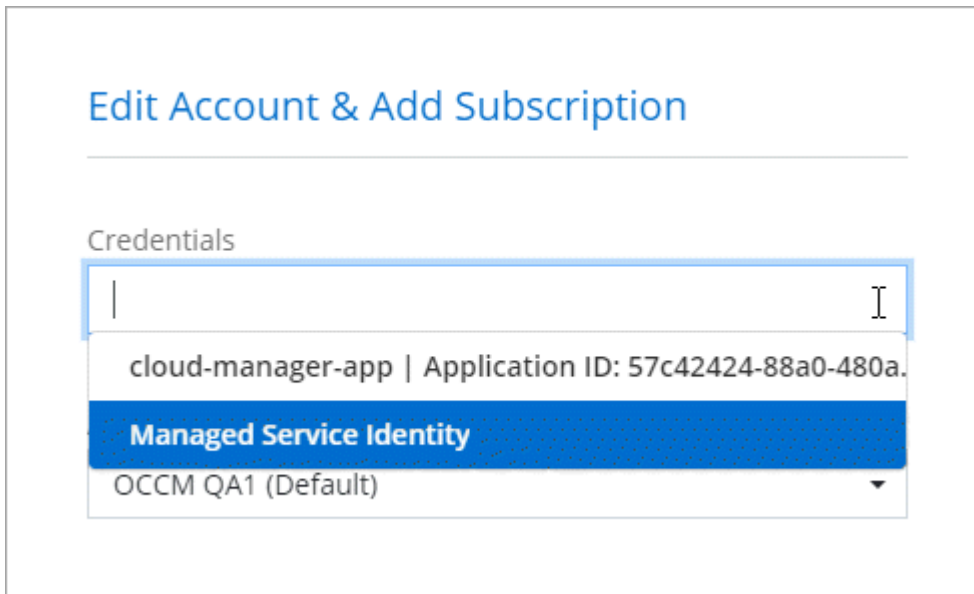 Edit Account & Add Subscription
Credentials
cloud-manager-app | Application ID: 57c42424-88a0-480a.
Managed Service Identity
OCCM QA1 (Default)